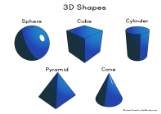 3D Shapes
Sphere Cube Cylinder
Pyramid Cone